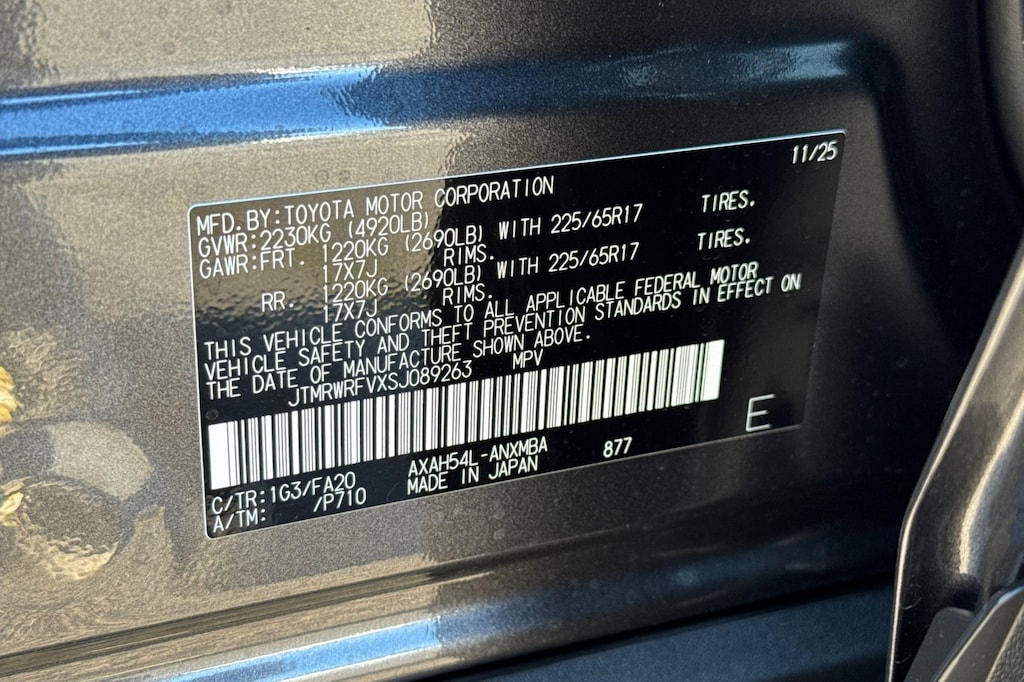 11/25
MFD.BY:TOYOTA MOTOR CORPORATION
GVWR:2230KG (4920LB)
GAWR:FRT. 1220KG (2690LB) WITH 225/65R17 TIRES.
17X7J RIMS.
RR. 1220KG (2690LB) WITH 225/65R17 TIRES.
17X7J RIMS.
THIS VEHICLE CONFORMS TO ALL APPLICABLE FEDERAL MOTOR
VEHICLE SAFETY AND THEFT PREVENTION STANDARDS IN EFFECT ON
THE DATE OF MANUFACTURE SHOWN ABOVE.
JTMRWRFVXSJ089263 MPV
E
C/TR:1G3/FA20 AXAH54L-ANXMBA 877
A/TM: /P710 MADE IN JAPAN